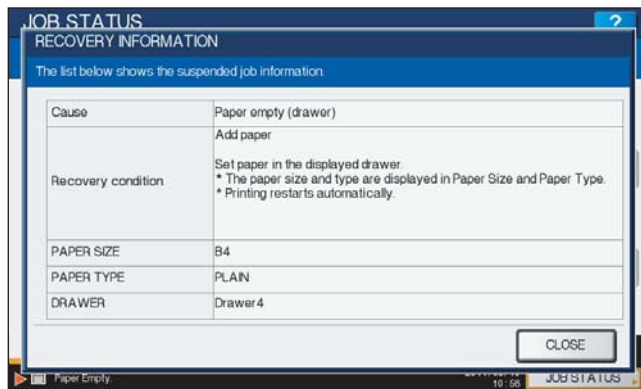 JOB STATUS
?
RECOVERY INFORMATION
The list below shows the suspended job information.
Cause Paper empty (drawer)
Recovery condition Add paper
Set paper in the displayed drawer.
* The paper size and type are displayed in Paper Size and Paper Type.
* Printing restarts automatically.
PAPER SIZE B4
PAPER TYPE PLAIN
DRAWER Drawer4
CLOSE
Paper Empty.
10:56
JOB STATUS